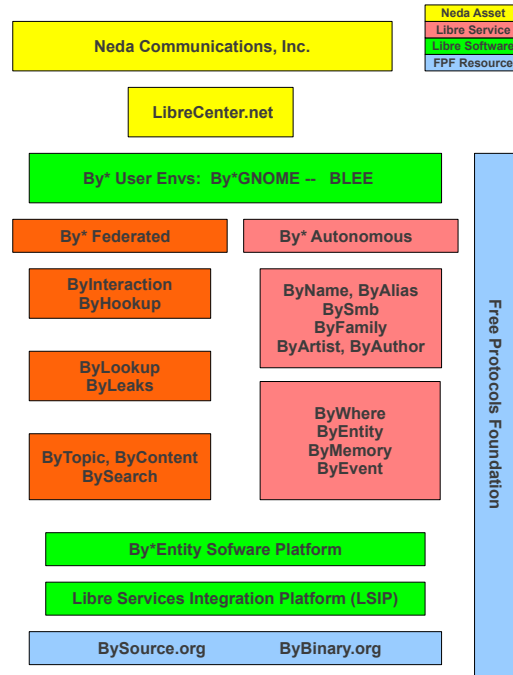 Neda Asset
Libre Service
Libre Software
FPF Resource
Neda Communications, Inc.
LibreCenter.net
By* User Envs: By*GNOME -- BLEE
By* Federated
By* Autonomous
ByInteraction
ByHookup
ByName, ByAlias
BySmb
ByFamily
ByArtist, ByAuthor
ByLookup
ByLeaks
ByWhere
ByEntity
ByMemory
ByEvent
ByTopic, ByContent
BySearch
By*Entity Sofware Platform
Libre Services Integration Platform (LSIP)
BySource.org ByBinary.org
Free Protocols Foundation